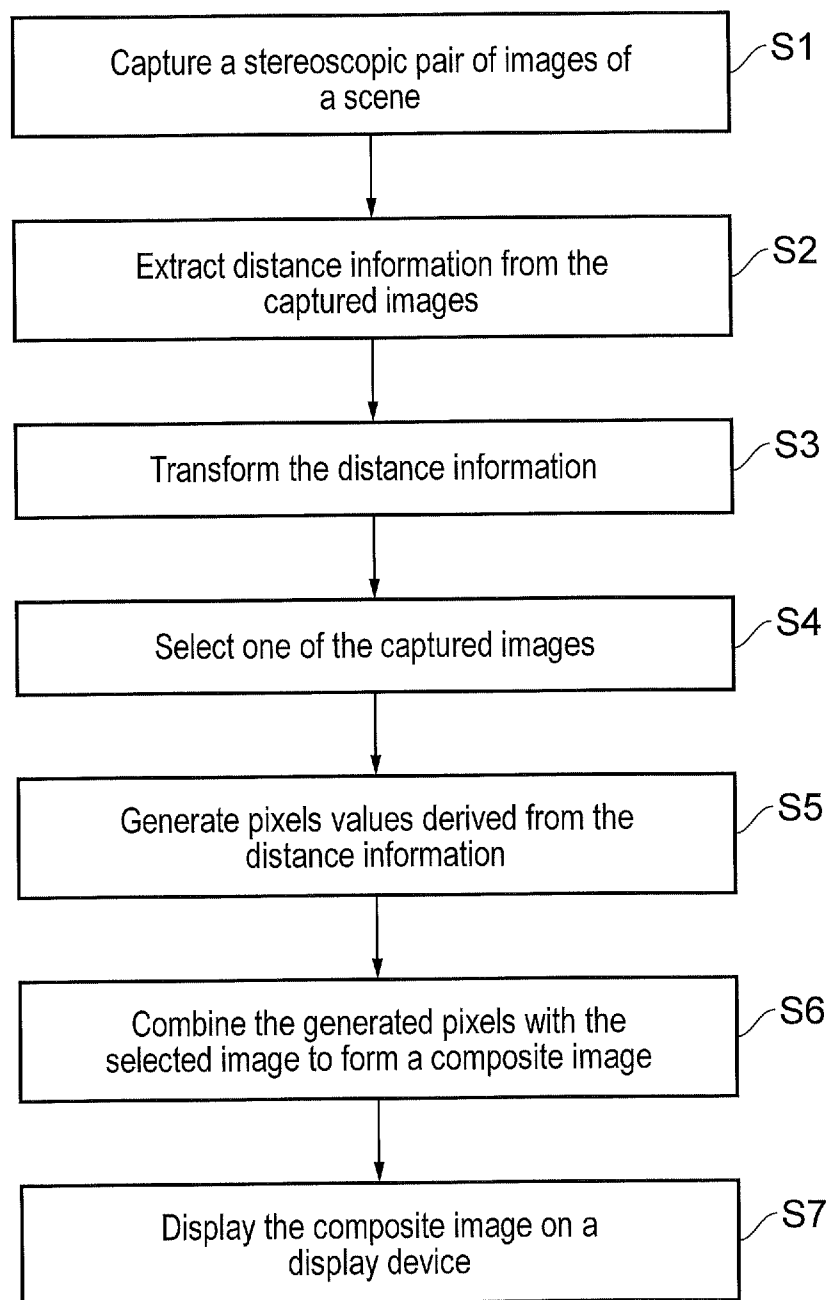 Capture a stereoscopic pair of images of
a scene
S1
Extract distance information from the
captured images
S2
Transform the distance information
S3
Select one of the captured images
S4
Generate pixels values derived from the
distance information
S5
Combine the generated pixels with the
selected image to form a composite image
S6
Display the composite image on a
display device
S7